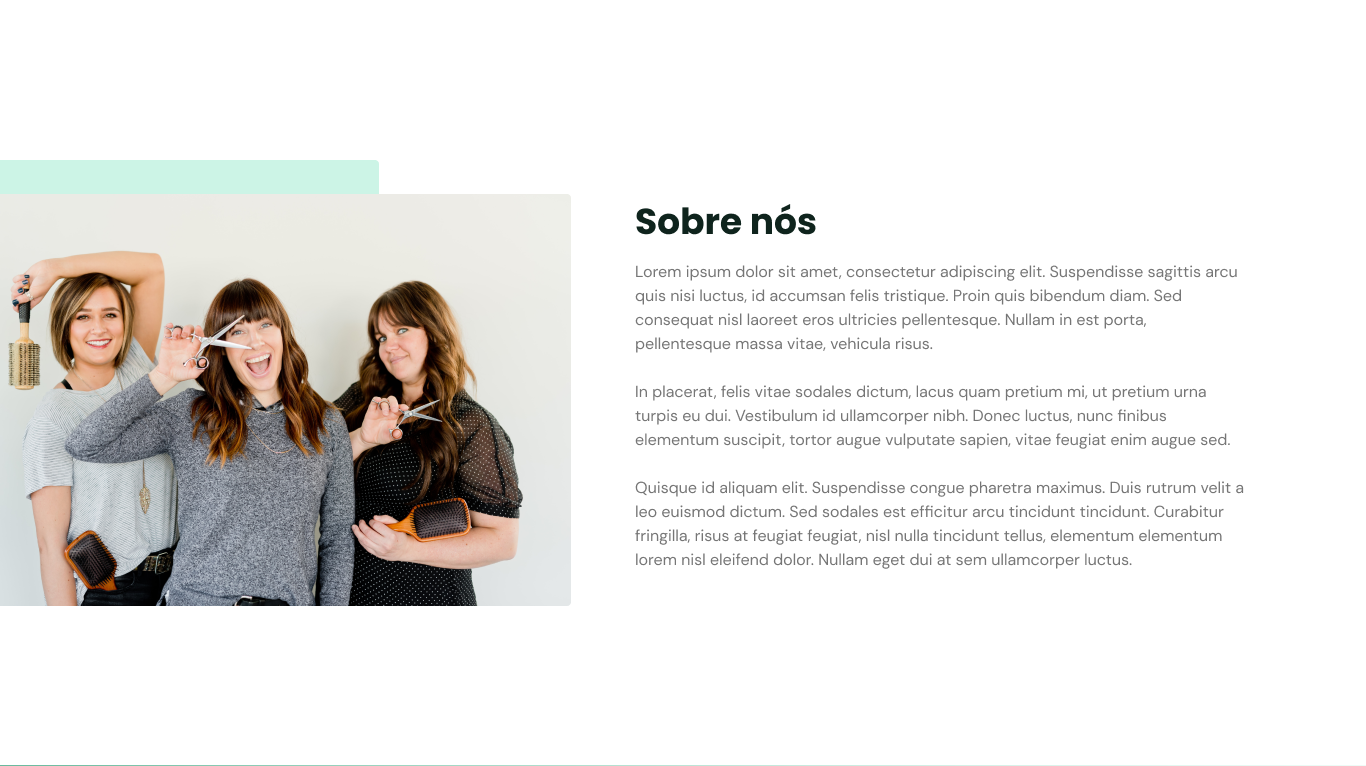 Sobre nós
Lorem ipsum dolor sit amet, consectetur adipiscing elit. Suspendisse sagittis arcu
quis nisi luctus, id accumsan felis tristique. Proin quis bibendum diam. Sed
consequat nisl laoreet eros ultricies pellentesque. Nullam in est porta,
pellentesque massa vitae, vehicula risus.
In placerat, felis vitae sodales dictum, lacus quam pretium mi, ut pretium urna
turpis eu dui. Vestibulum id ullamcorper nibh. Donec luctus, nunc finibus
elementum suscipit, tortor augue vulputate sapien, vitae feugiat enim augue sed.
Quisque id aliquam elit. Suspendisse congue pharetra maximus. Duis rutrum velit a
leo euismod dictum. Sed sodales est efficitur arcu tincidunt tincidunt. Curabitur
fringilla, risus at feugiat feugiat, nisl nulla tincidunt tellus, elementum elementum
lorem nisl eleifend dolor. Nullam eget dui at sem ullamcorper luctus.